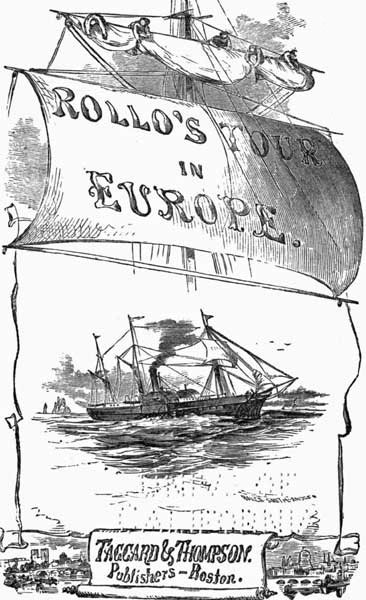 ROLLO'S TOUR
IN
EUROPE.
TAGGARD & THOMPSON.
Publishers – Boston.